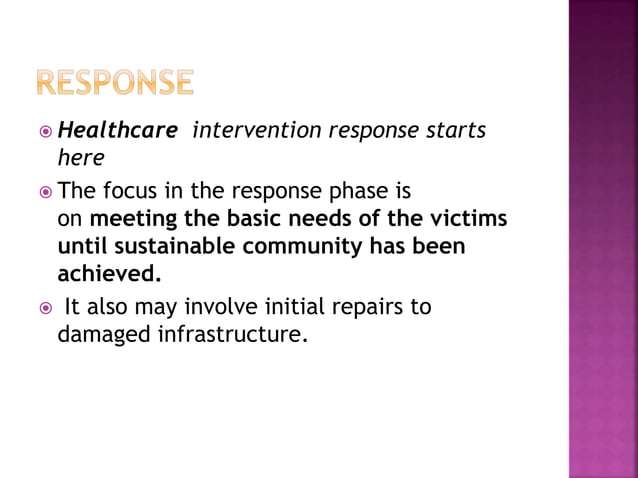 RESPONSE
Healthcare intervention response starts
here
The focus in the response phase is
on meeting the basic needs of the victims
until sustainable community has been
achieved.
It also may involve initial repairs to
damaged infrastructure.